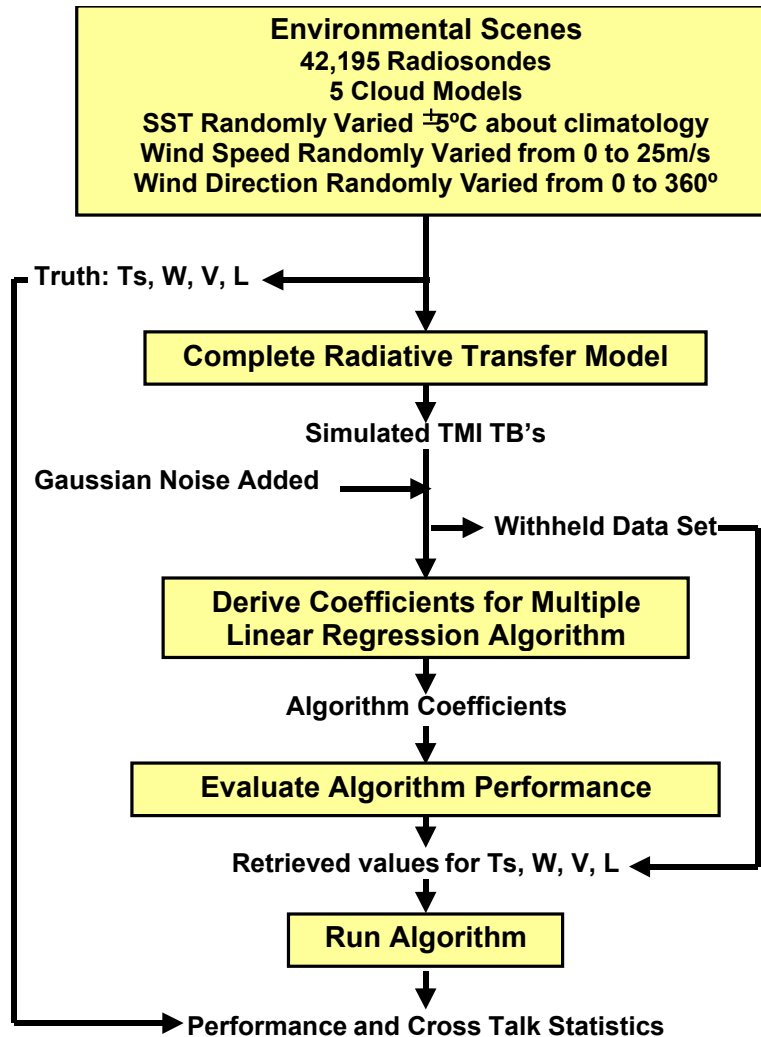 Environmental Scenes
42,195 Radiosondes
5 Cloud Models
SST Randomly Varied ±5ºC about climatology
Wind Speed Randomly Varied from 0 to 25m/s
Wind Direction Randomly Varied from 0 to 360º
Truth: Ts, W, V, L
Complete Radiative Transfer Model
Simulated TMI TB's
Gaussian Noise Added
Withheld Data Set
Derive Coefficients for Multiple
Linear Regression Algorithm
Algorithm Coefficients
Evaluate Algorithm Performance
Retrieved values for Ts, W, V, L
Run Algorithm
Performance and Cross Talk Statistics